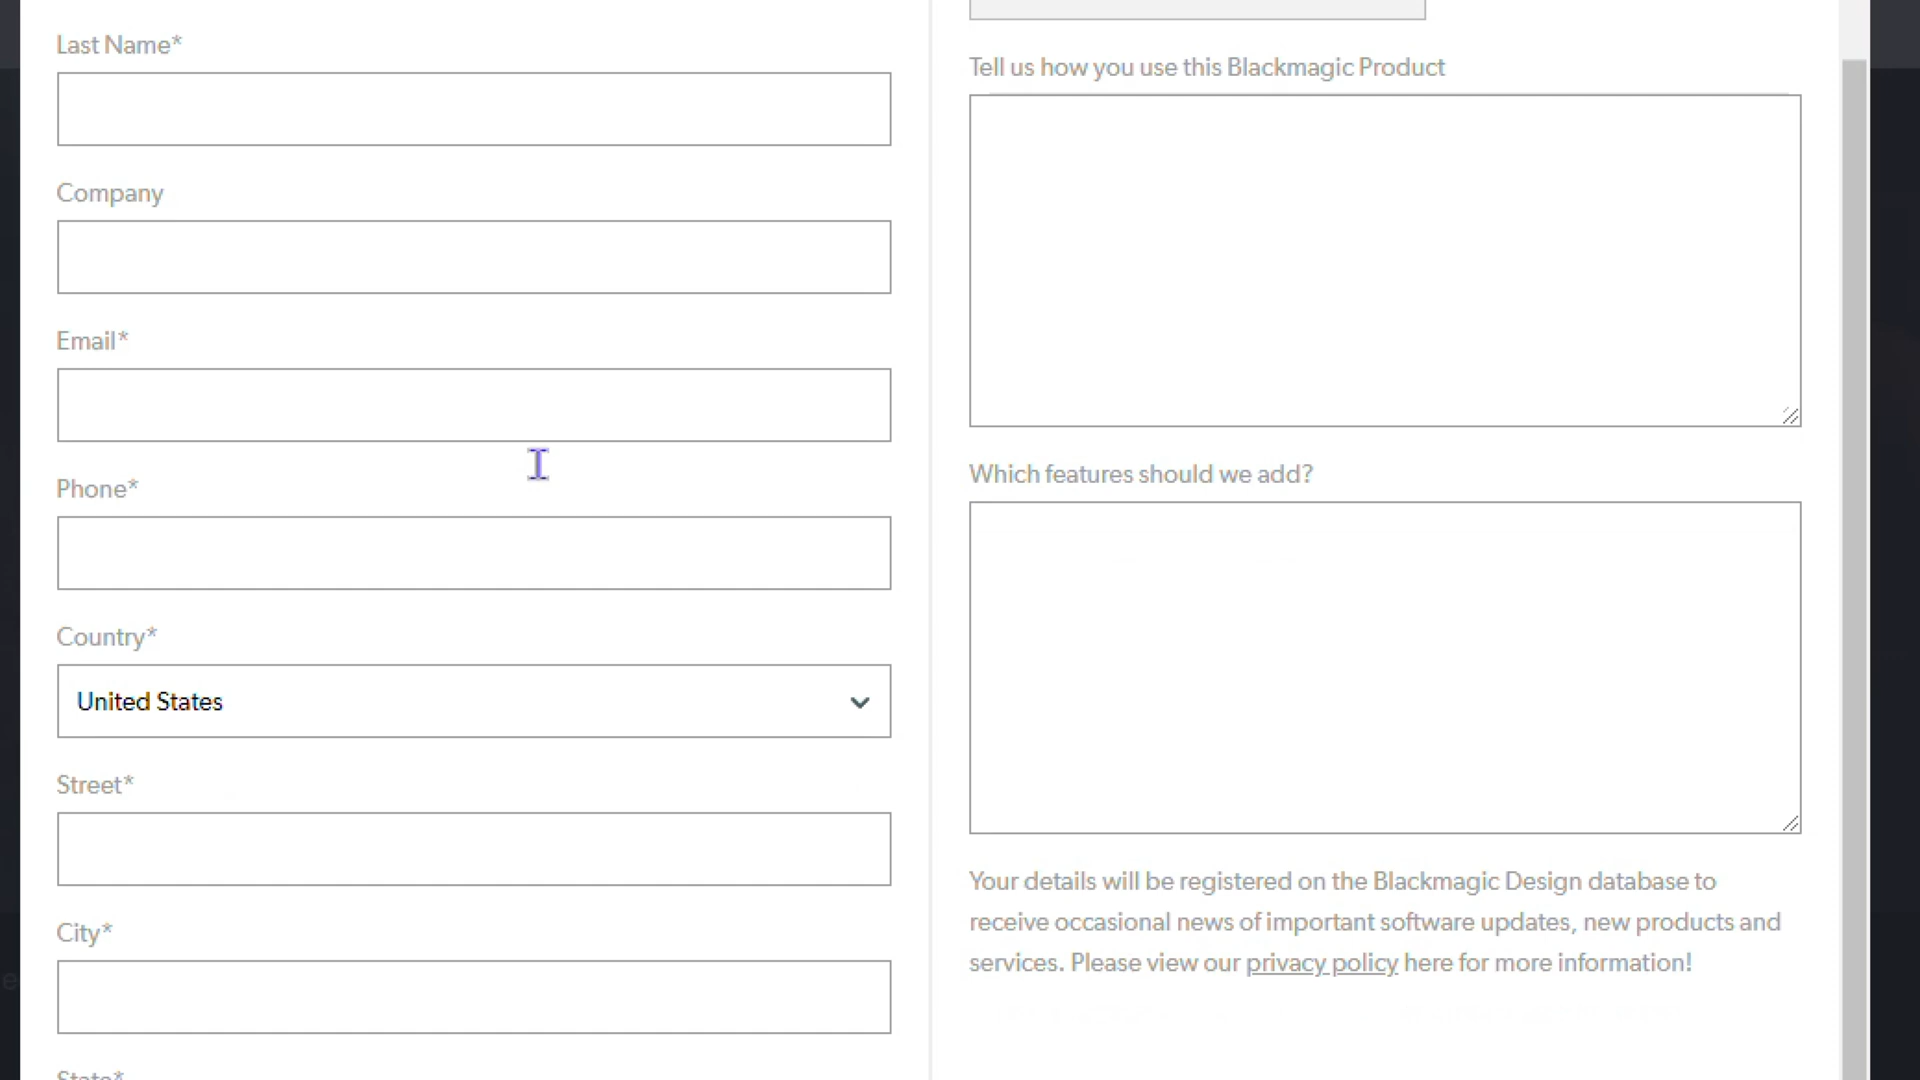 Last Name*
Company
Email*
Phone*
Country*
United States
Street*
City*
State*
Tell us how you use this Blackmagic Product
Which features should we add?
Your details will be registered on the Blackmagic Design database to
receive occasional news of important software updates, new products and
services. Please view our privacy policy here for more information!